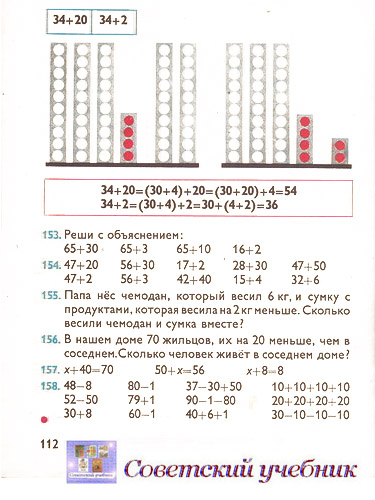 34+20 34+2
34+20=(30+4)+20=(30+20)+4=54
34+2=(30+4)+2=30+(4+2)=36
153. Реши с объяснением:
65+30 65+3 65+10 16+2
154. 47+20 56+30 17+2 28+30 47+50
47+2 56+3 42+40 15+4 32+6
155. Папа нёс чемодан, который весил 6 кг, и сумку с
продуктами, которая весила на 2 кг меньше. Сколько
весили чемодан и сумка вместе?
156. В нашем доме 70 жильцов, их на 20 меньше, чем в
соседнем.Сколько человек живёт в соседнем доме?
157. x+40=70 50+x=56 x+8=8
158. 48−8 80−1 37−30+50 10+10+10+10
52−50 79+1 90−1−80 20+20+20+20
30+8 60−1 40+6+1 30−10−10−10
112
Советский учебник